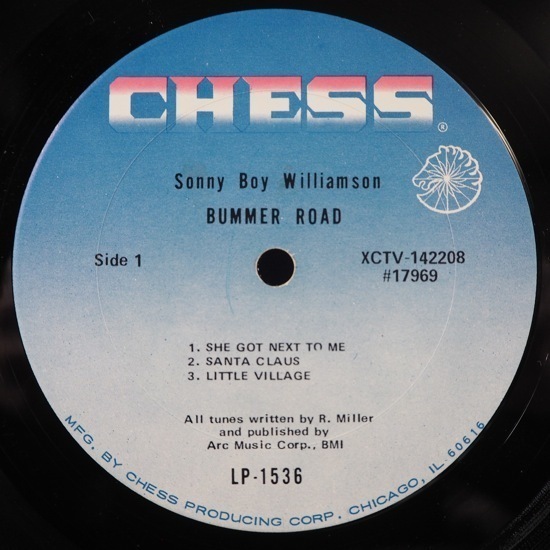 CHESS
®
Sonny Boy Williamson
BUMMER ROAD
Side 1
XCTV-142208
#17969
1. SHE GOT NEXT TO ME
2. SANTA CLAUS
3. LITTLE VILLAGE
All tunes written by R. Miller
and published by
Arc Music Corp., BMI
LP-1536
MFG. BY CHESS PRODUCING CORP. CHICAGO, IL 60616